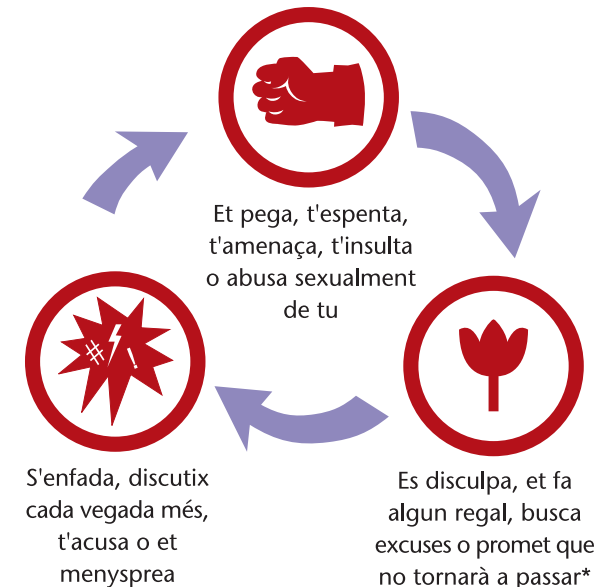 Et pega, t'espenta,
t'amenaça, t'insulta
o abusa sexualment
de tu
#
!
S'enfada, discutix
cada vegada més,
t'acusa o et
menysprea
Es disculpa, et fa
algun regal, busca
excuses o promet que
no tornarà a passar*